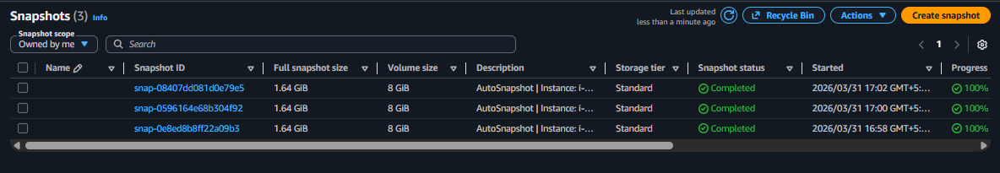 Snapshots (3) Info
Last updated
less than a minute ago
Recycle Bin
Actions
Create snapshot
Snapshot scope
Owned by me
Search
1
Name Snapshot ID Full snapshot size Volume size Description Storage tier Snapshot status Started Progress
snap-08407dd081d0e79e5 1.64 GiB 8 GiB AutoSnapshot | Instance: i-... Standard Completed 2026/03/31 17:02 GMT+5:... 100%
snap-0596164e68b304f92 1.64 GiB 8 GiB AutoSnapshot | Instance: i-... Standard Completed 2026/03/31 17:00 GMT+5:... 100%
snap-0e8ed8b8ff22a09b3 1.64 GiB 8 GiB AutoSnapshot | Instance: i-... Standard Completed 2026/03/31 16:58 GMT+5:... 100%